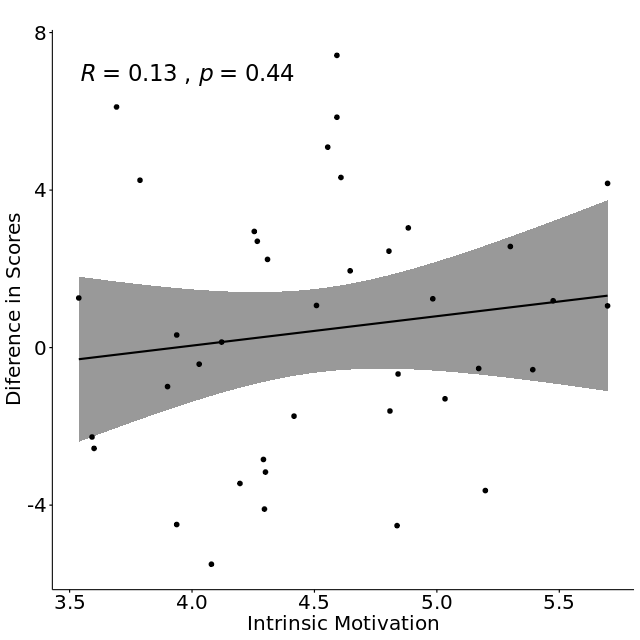 8
R = 0.13 , p = 0.44
4
0
-4
Diference in Scores
3.5 4.0 4.5 5.0 5.5
Intrinsic Motivation